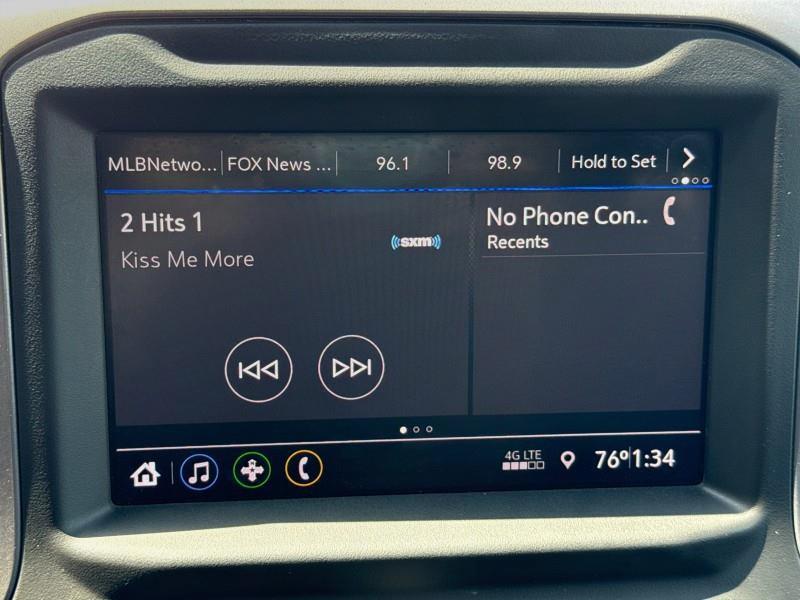 MLBNetwo... FOX News ... 96.1 98.9 Hold to Set
2 Hits 1
Kiss Me More
sxm
No Phone Con..
Recents
4G LTE
76° 1:34